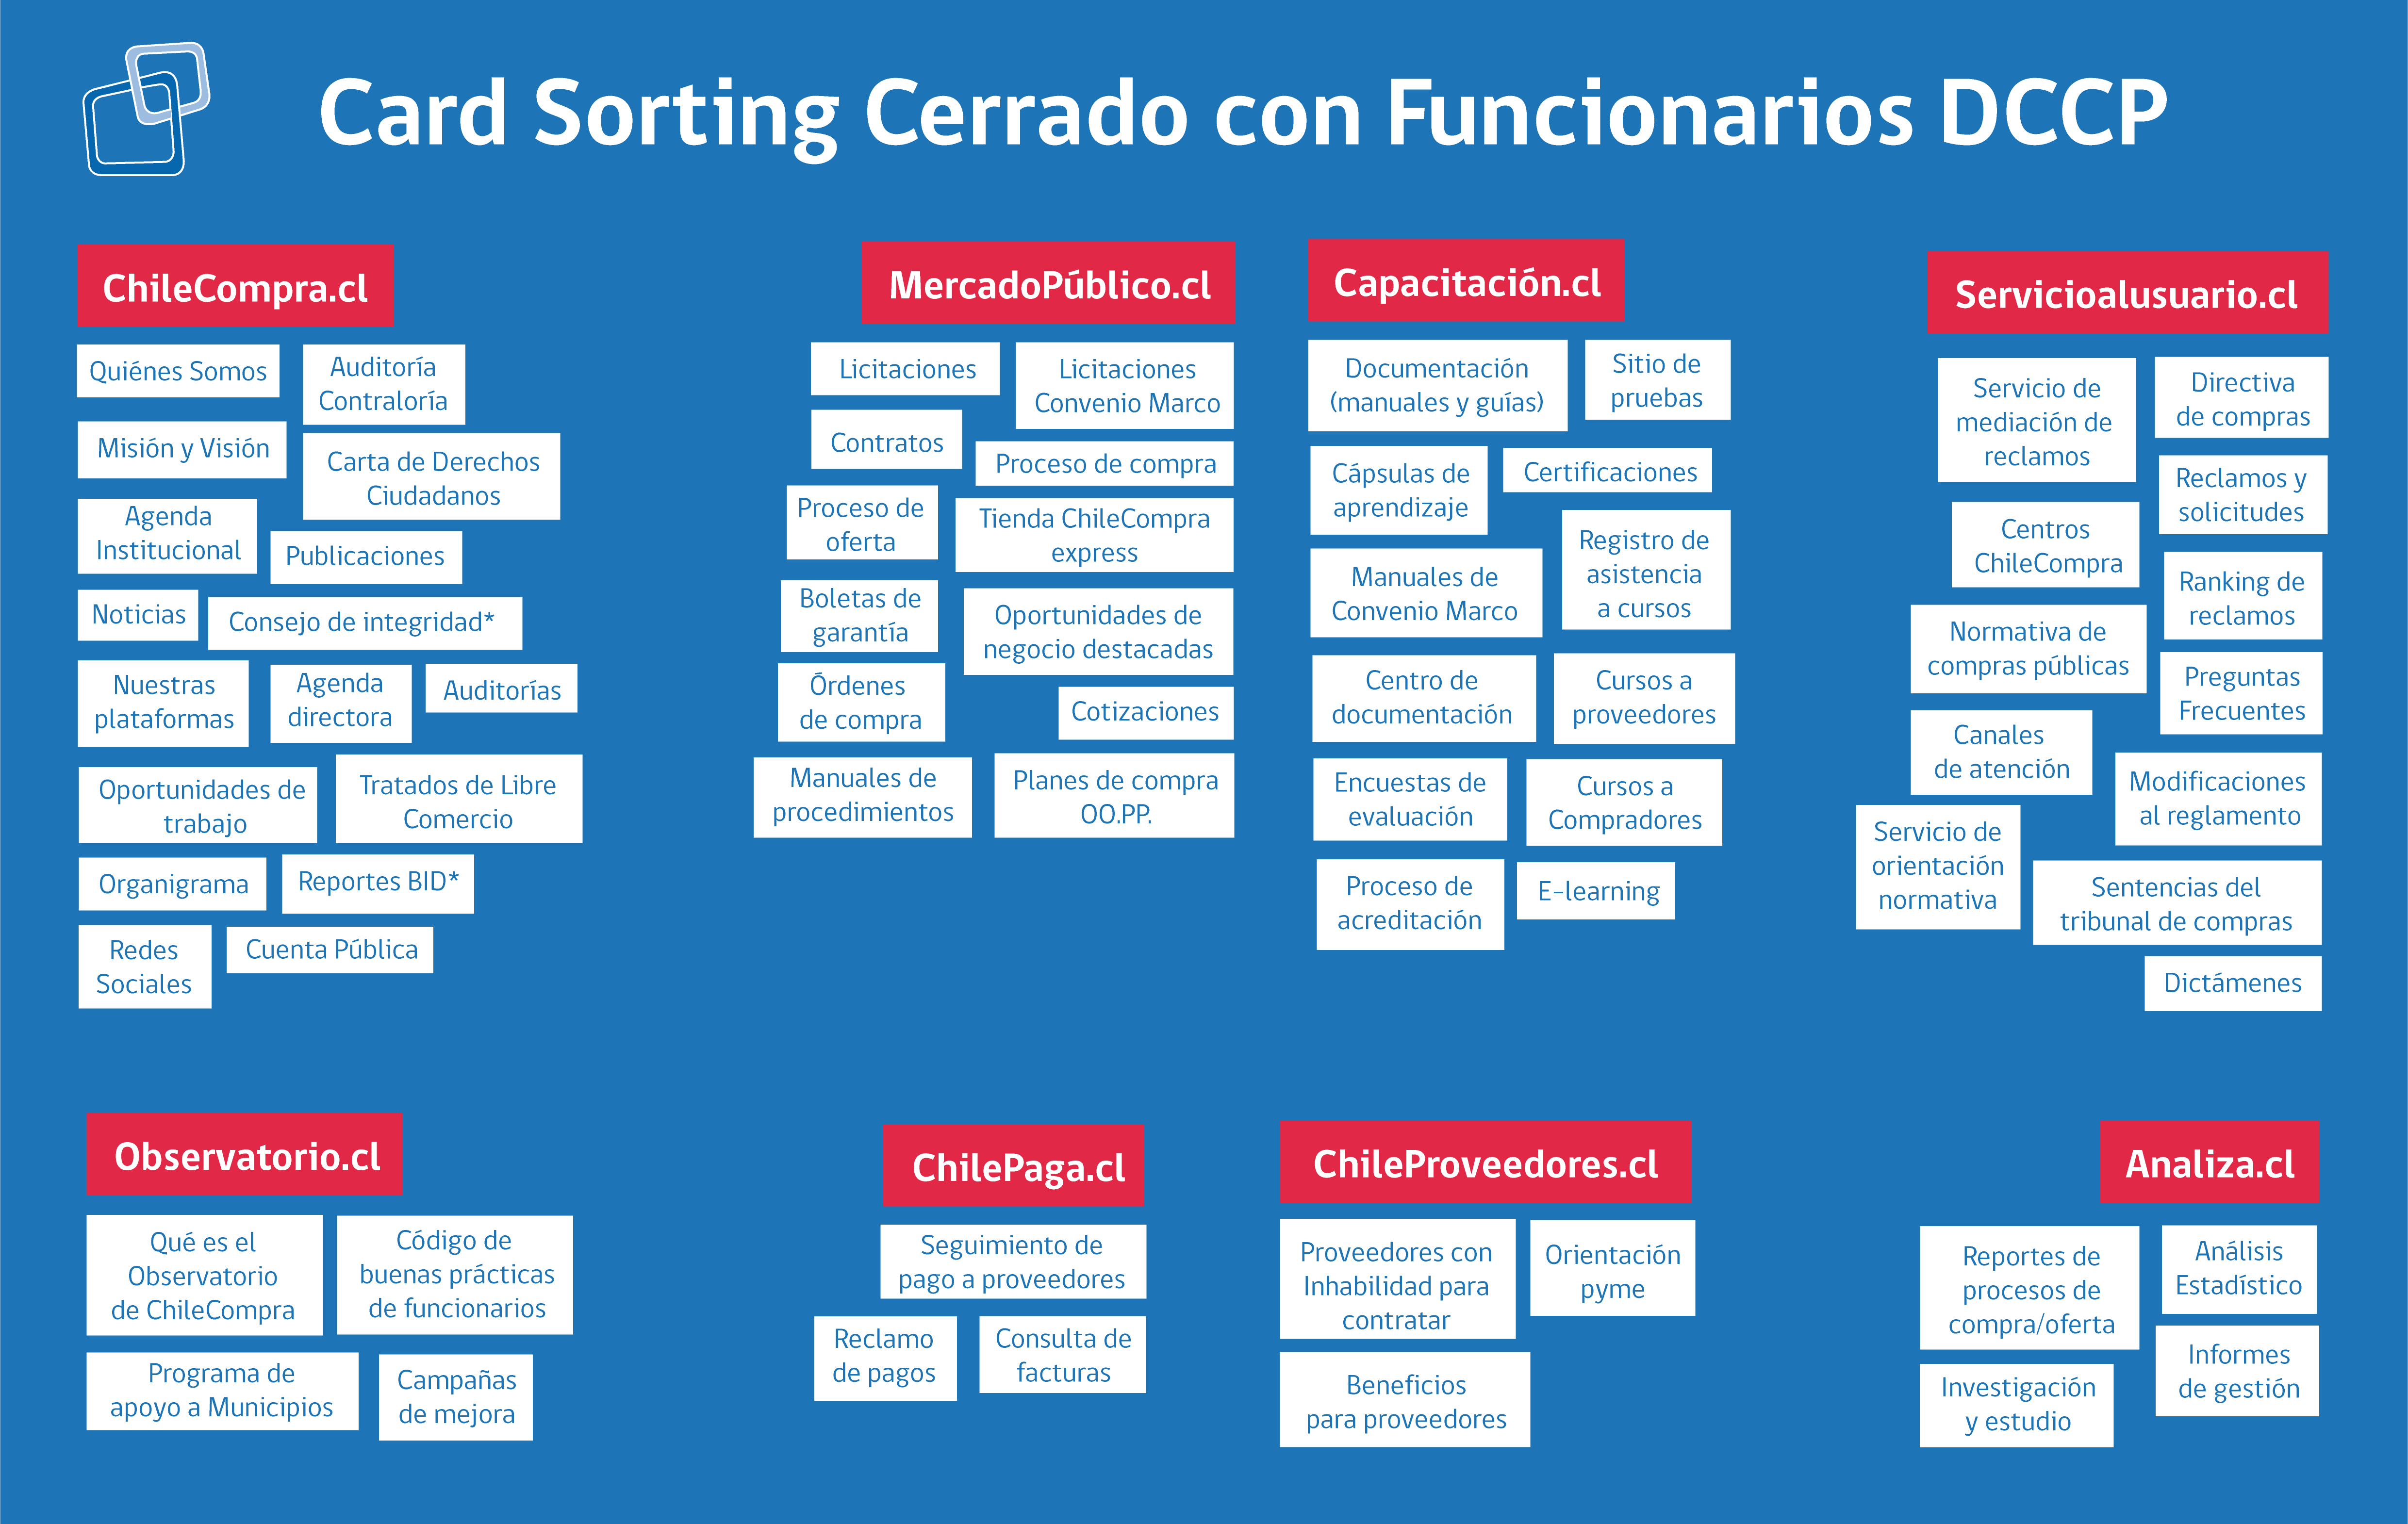 Card Sorting Cerrado con Funcionarios DCCP
ChileCompra.cl
Quiénes Somos
Auditoría
Contraloría
Misión y Visión
Carta de Derechos
Ciudadanos
Agenda
Institucional
Publicaciones
Noticias
Consejo de integridad*
Nuestras
plataformas
Agenda
directora
Auditorías
Oportunidades de
trabajo
Tratados de Libre
Comercio
Organigrama
Reportes BID*
Redes
Sociales
Cuenta Pública
MercadoPúblico.cl
Licitaciones
Licitaciones
Convenio Marco
Contratos
Proceso de compra
Proceso de
oferta
Tienda ChileCompra
express
Boletas de
garantía
Oportunidades de
negocio destacadas
Órdenes
de compra
Cotizaciones
Manuales de
procedimientos
Planes de compra
OO.PP.
Capacitación.cl
Documentación
(manuales y guías)
Sitio de
pruebas
Cápsulas de
aprendizaje
Certificaciones
Registro de
asistencia
a cursos
Manuales de
Convenio Marco
Centro de
documentación
Cursos a
proveedores
Encuestas de
evaluación
Cursos a
Compradores
Proceso de
acreditación
E-learning
Servicioalusuario.cl
Servicio de
mediación de
reclamos
Directiva
de compras
Reclamos y
solicitudes
Centros
ChileCompra
Ranking de
reclamos
Normativa de
compras públicas
Preguntas
Frecuentes
Canales
de atención
Modificaciones
al reglamento
Servicio de
orientación
normativa
Sentencias del
tribunal de compras
Dictámenes
Observatorio.cl
Qué es el
Observatorio
de ChileCompra
Código de
buenas prácticas
de funcionarios
Programa de
apoyo a Municipios
Campañas
de mejora
ChilePaga.cl
Seguimiento de
pago a proveedores
Reclamo
de pagos
Consulta de
facturas
ChileProveedores.cl
Proveedores con
Inhabilidad para
contratar
Orientación
pyme
Beneficios
para proveedores
Analiza.cl
Reportes de
procesos de
compra/oferta
Análisis
Estadístico
Informes
de gestión
Investigación
y estudio